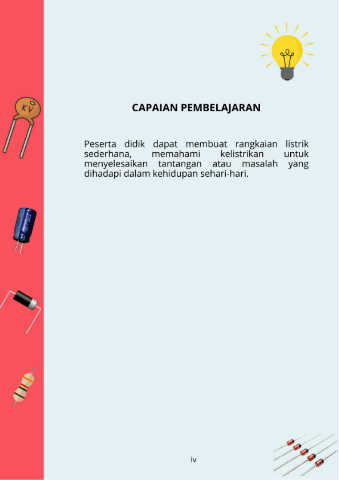 KV
CAPAIAN PEMBELAJARAN
Peserta didik dapat membuat rangkaian listrik
sederhana, memahami kelistrikan untuk
menyelesaikan tantangan atau masalah yang
dihadapi dalam kehidupan sehari-hari.
iv